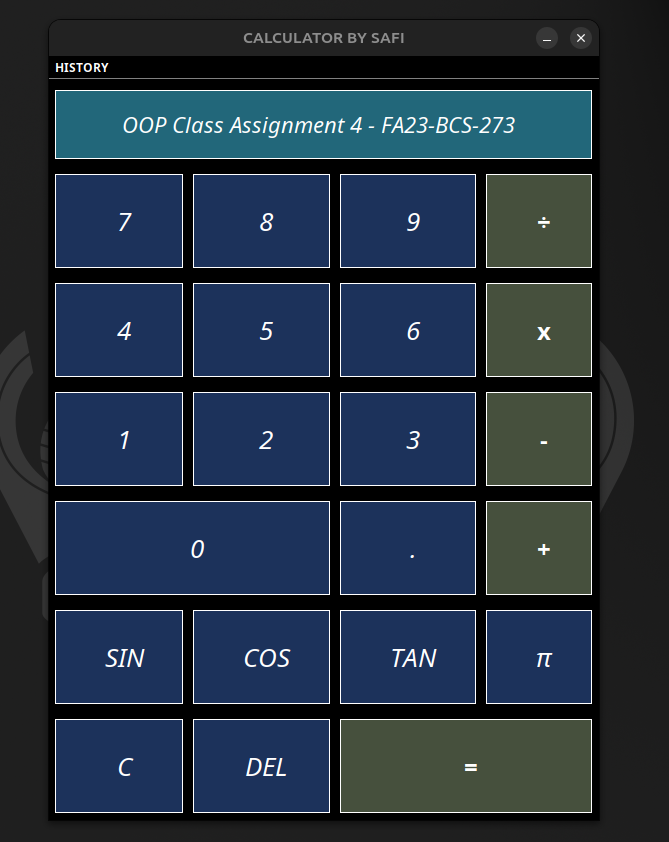 CALCULATOR BY SAFI
HISTORY
OOP Class Assignment 4 - FA23-BCS-273
7 8 9 ÷
4 5 6 x
1 2 3 -
0 . +
SIN COS TAN π
C DEL =